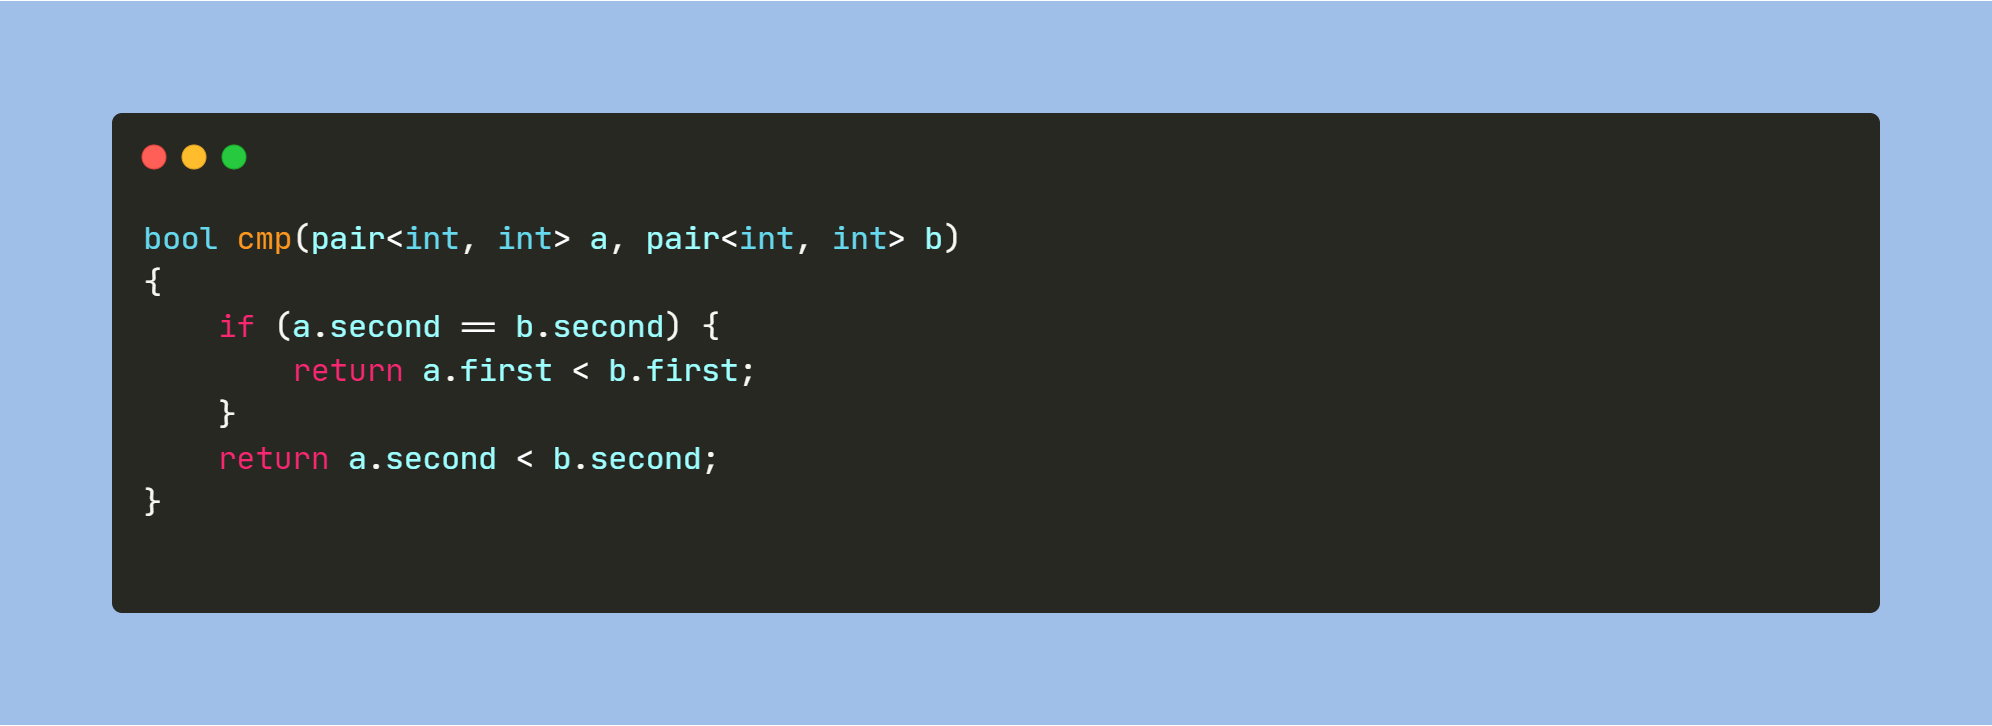 bool cmp(pair<int, int> a, pair<int, int> b)
{
    if (a.second == b.second) {
        return a.first < b.first;
    }
    return a.second < b.second;
}